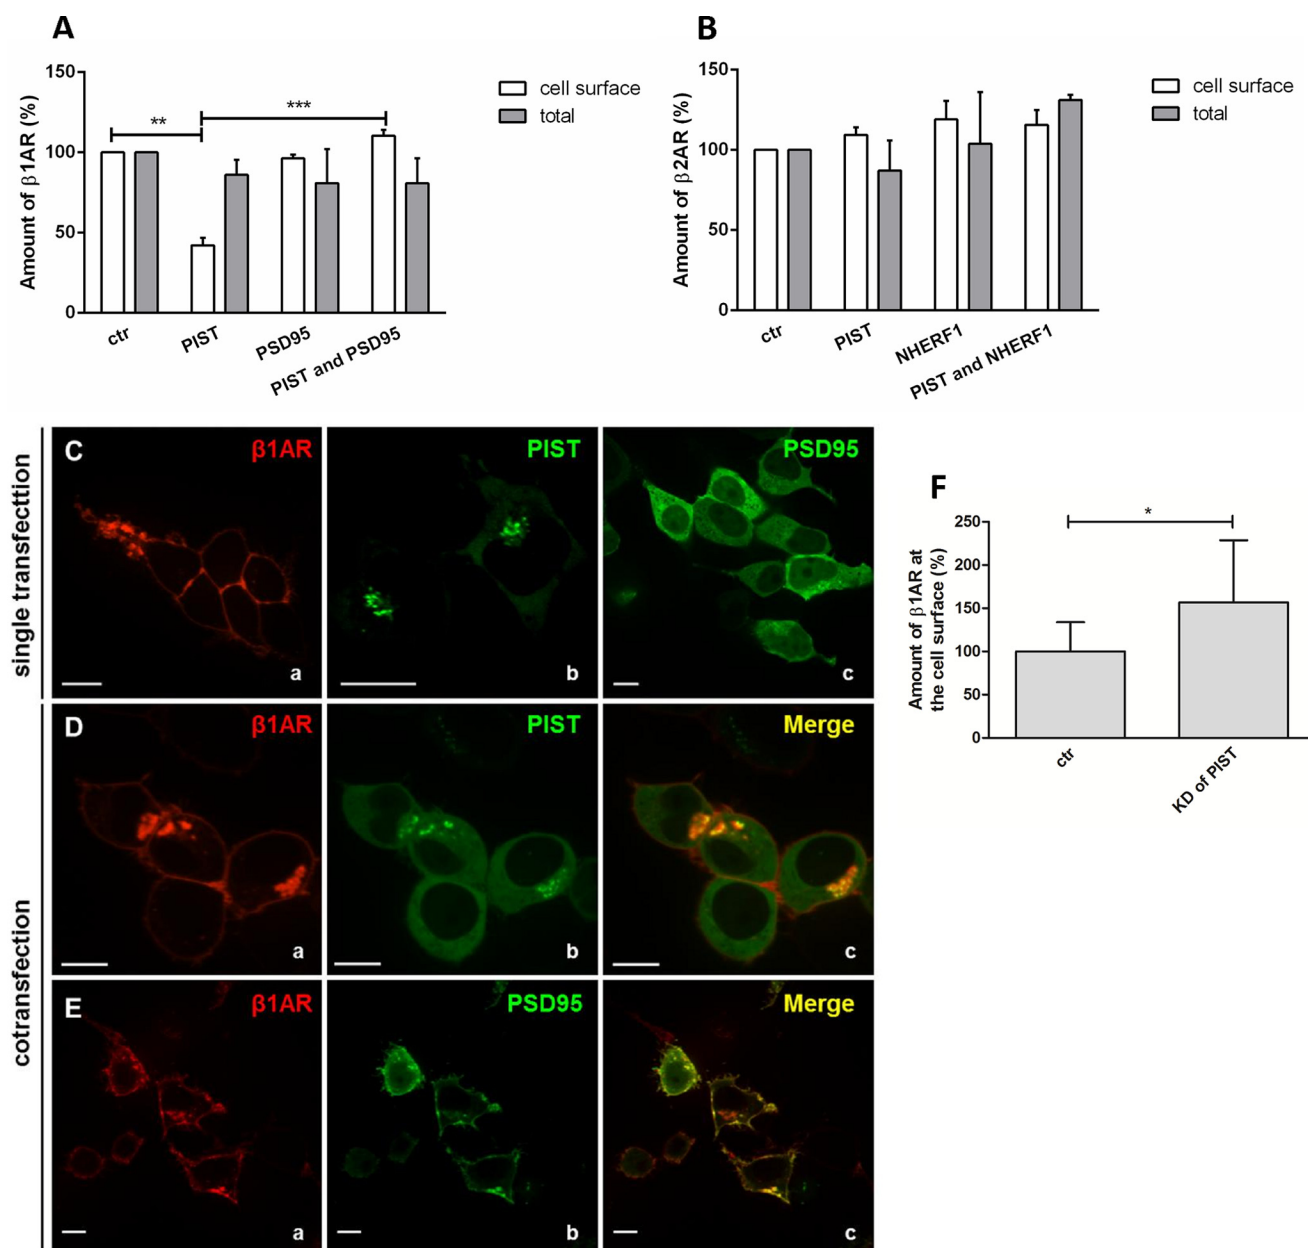 A
Amount of β1AR (%)
150
100
50
0
**
***
cell surface
total
ctr
PIST
PSD95
PIST and PSD95
B
Amount of β2AR (%)
150
100
50
0
cell surface
total
ctr
PIST
NHERF1
PIST and NHERF1
single transfecttion
C
β1AR
a
PIST
b
PSD95
c
cotransfection
D
β1AR
a
PIST
b
Merge
c
E
β1AR
a
PSD95
b
Merge
c
F
Amount of β1AR at
the cell surface (%)
250
200
150
100
50
0
*
ctr
KD of PIST